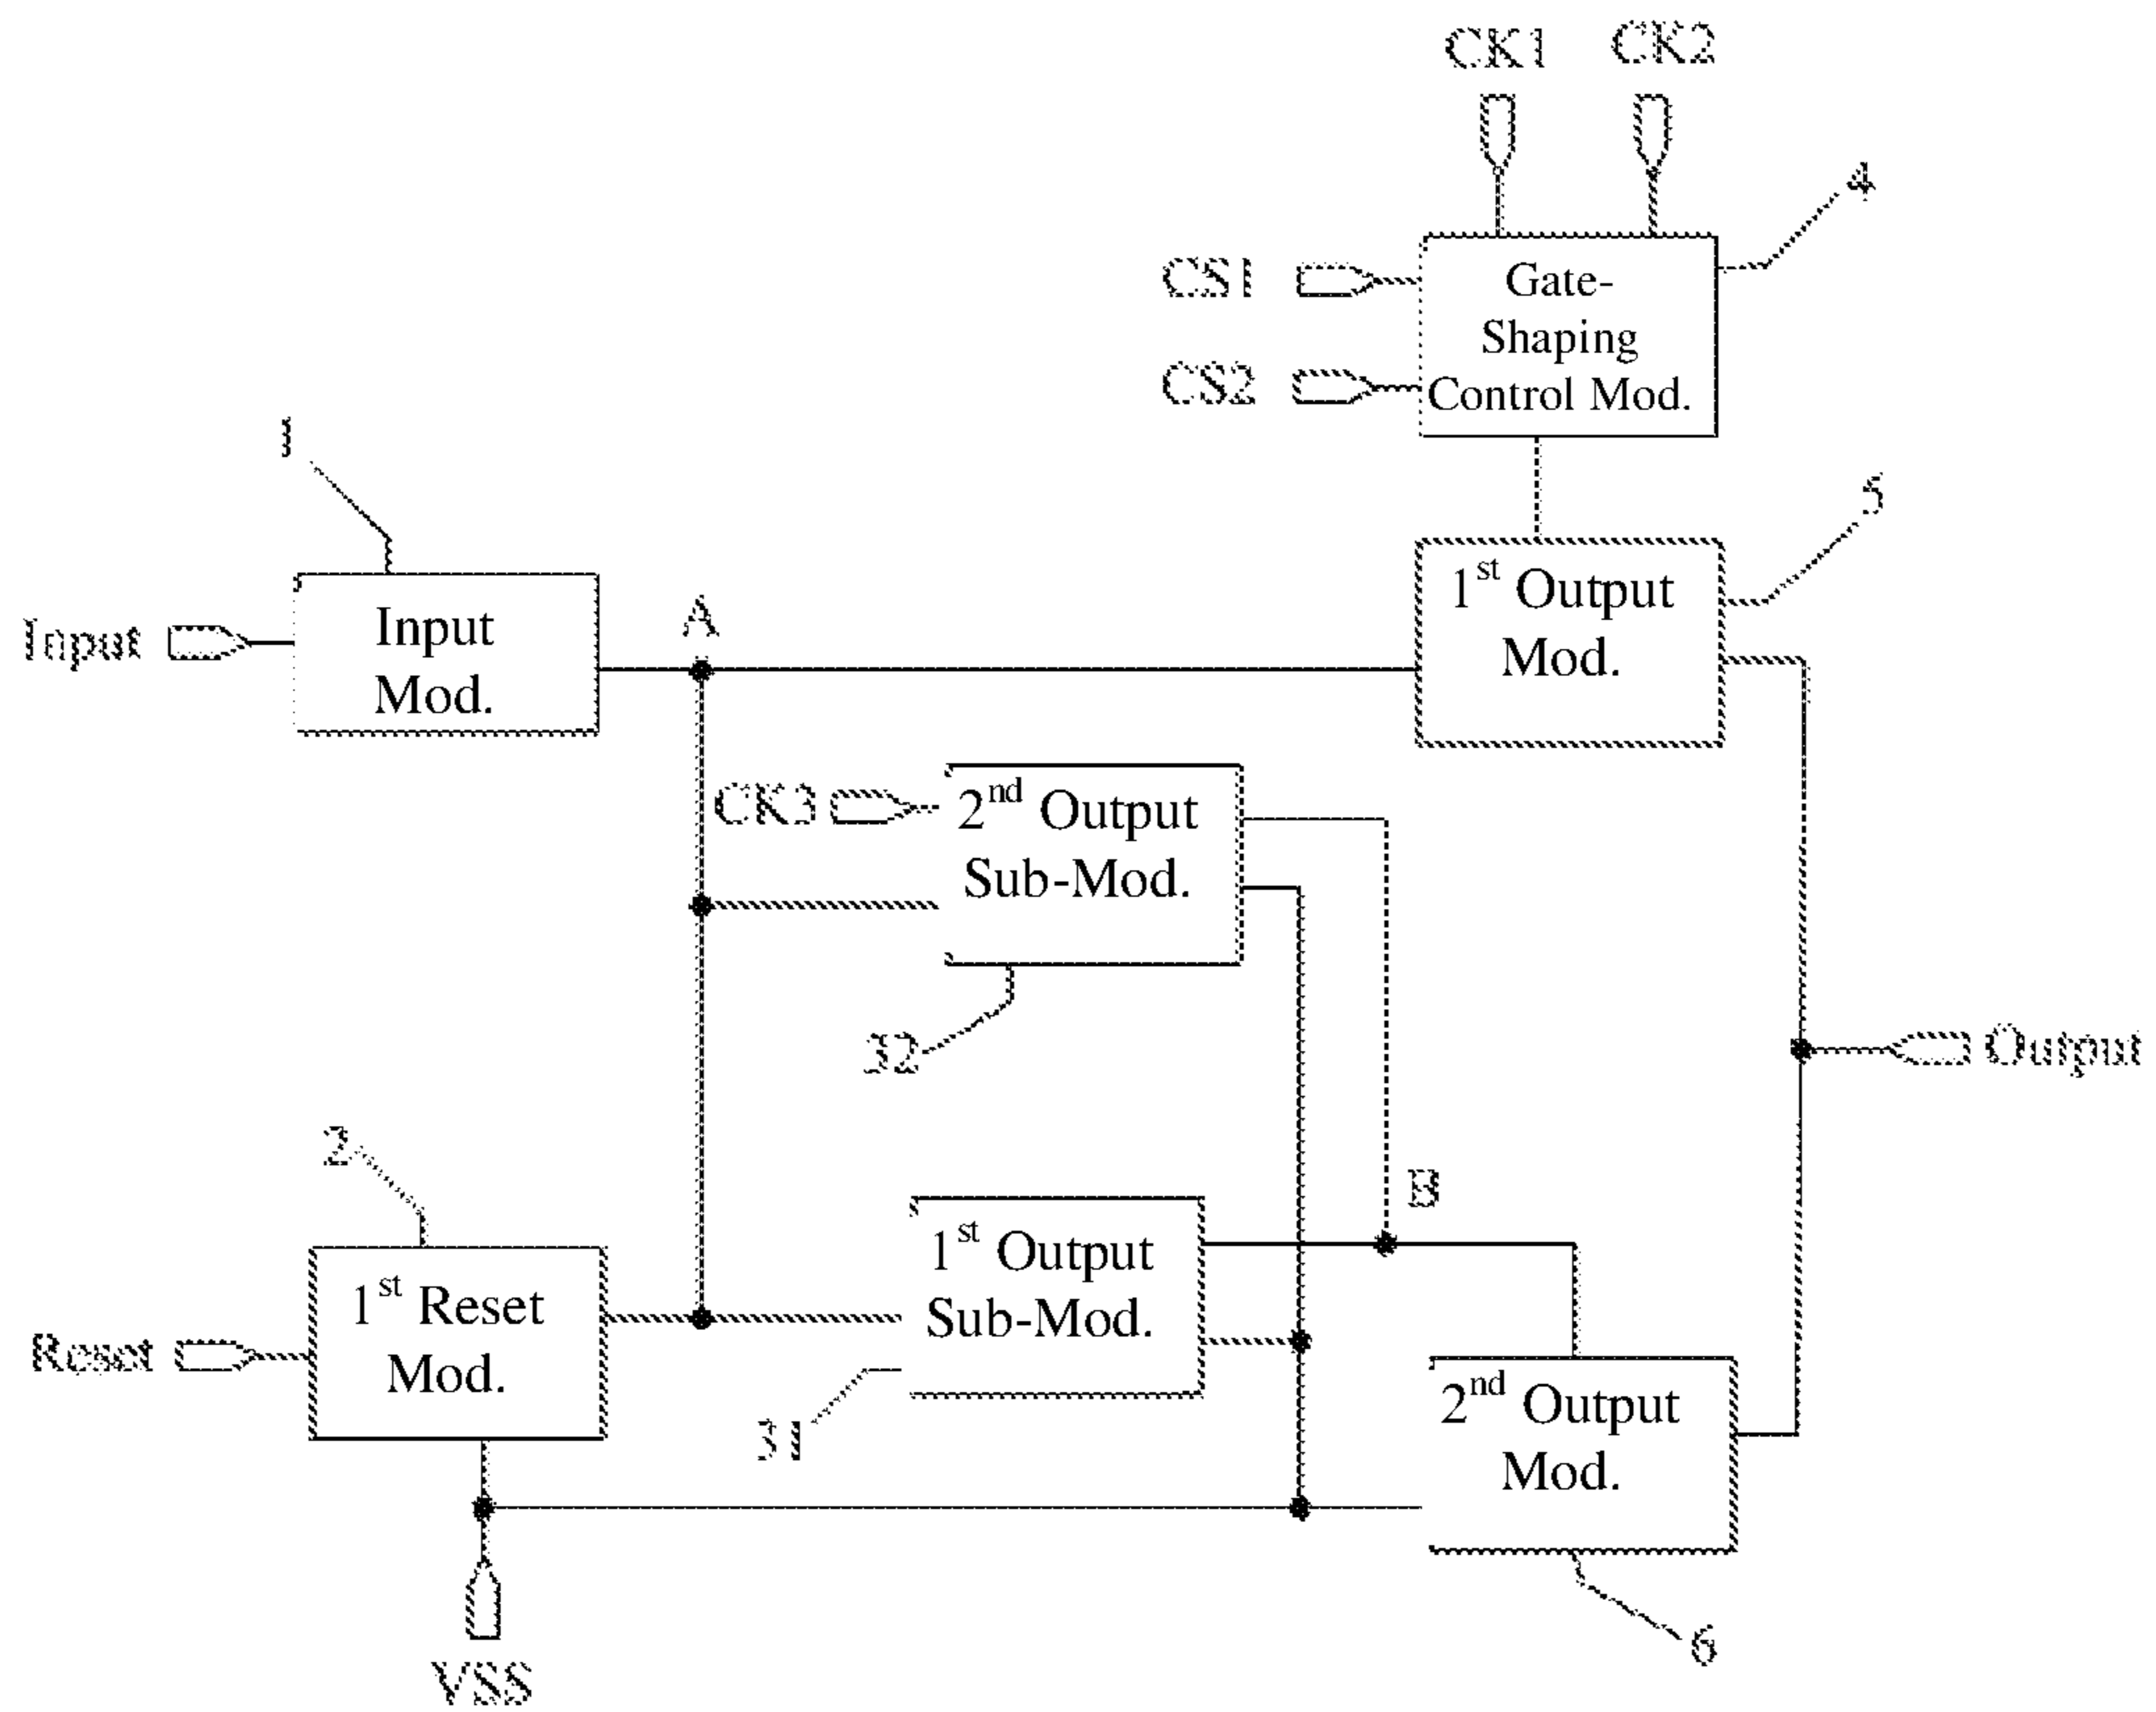 CK1 CK2
4
CS1
Gate-
Shaping
Control Mod.
CS2
1
5
Input
Input
Mod.
A
1st Output
Mod.
CK3
2nd Output
Sub-Mod.
32
Output
2
B
1st Output
Sub-Mod.
1st Reset
Mod.
Reset
31
2nd Output
Mod.
6
VSS